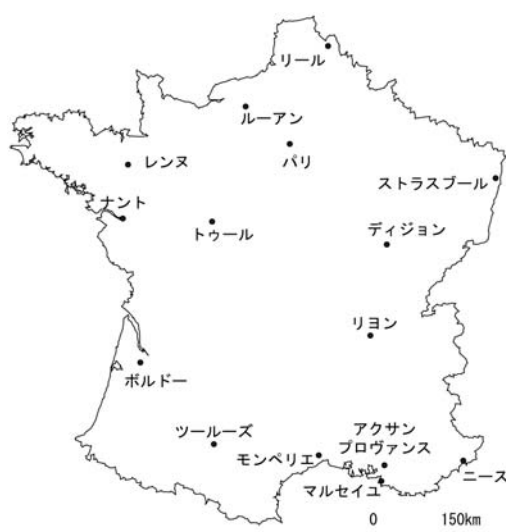 リール
ルーアン
パリ
レンヌ
ストラスブール
ナント
トゥール
ディジョン
リヨン
ボルドー
ツールーズ
アクサン
プロヴァンス
モンペリエ
ニース
マルセイユ
0 150km